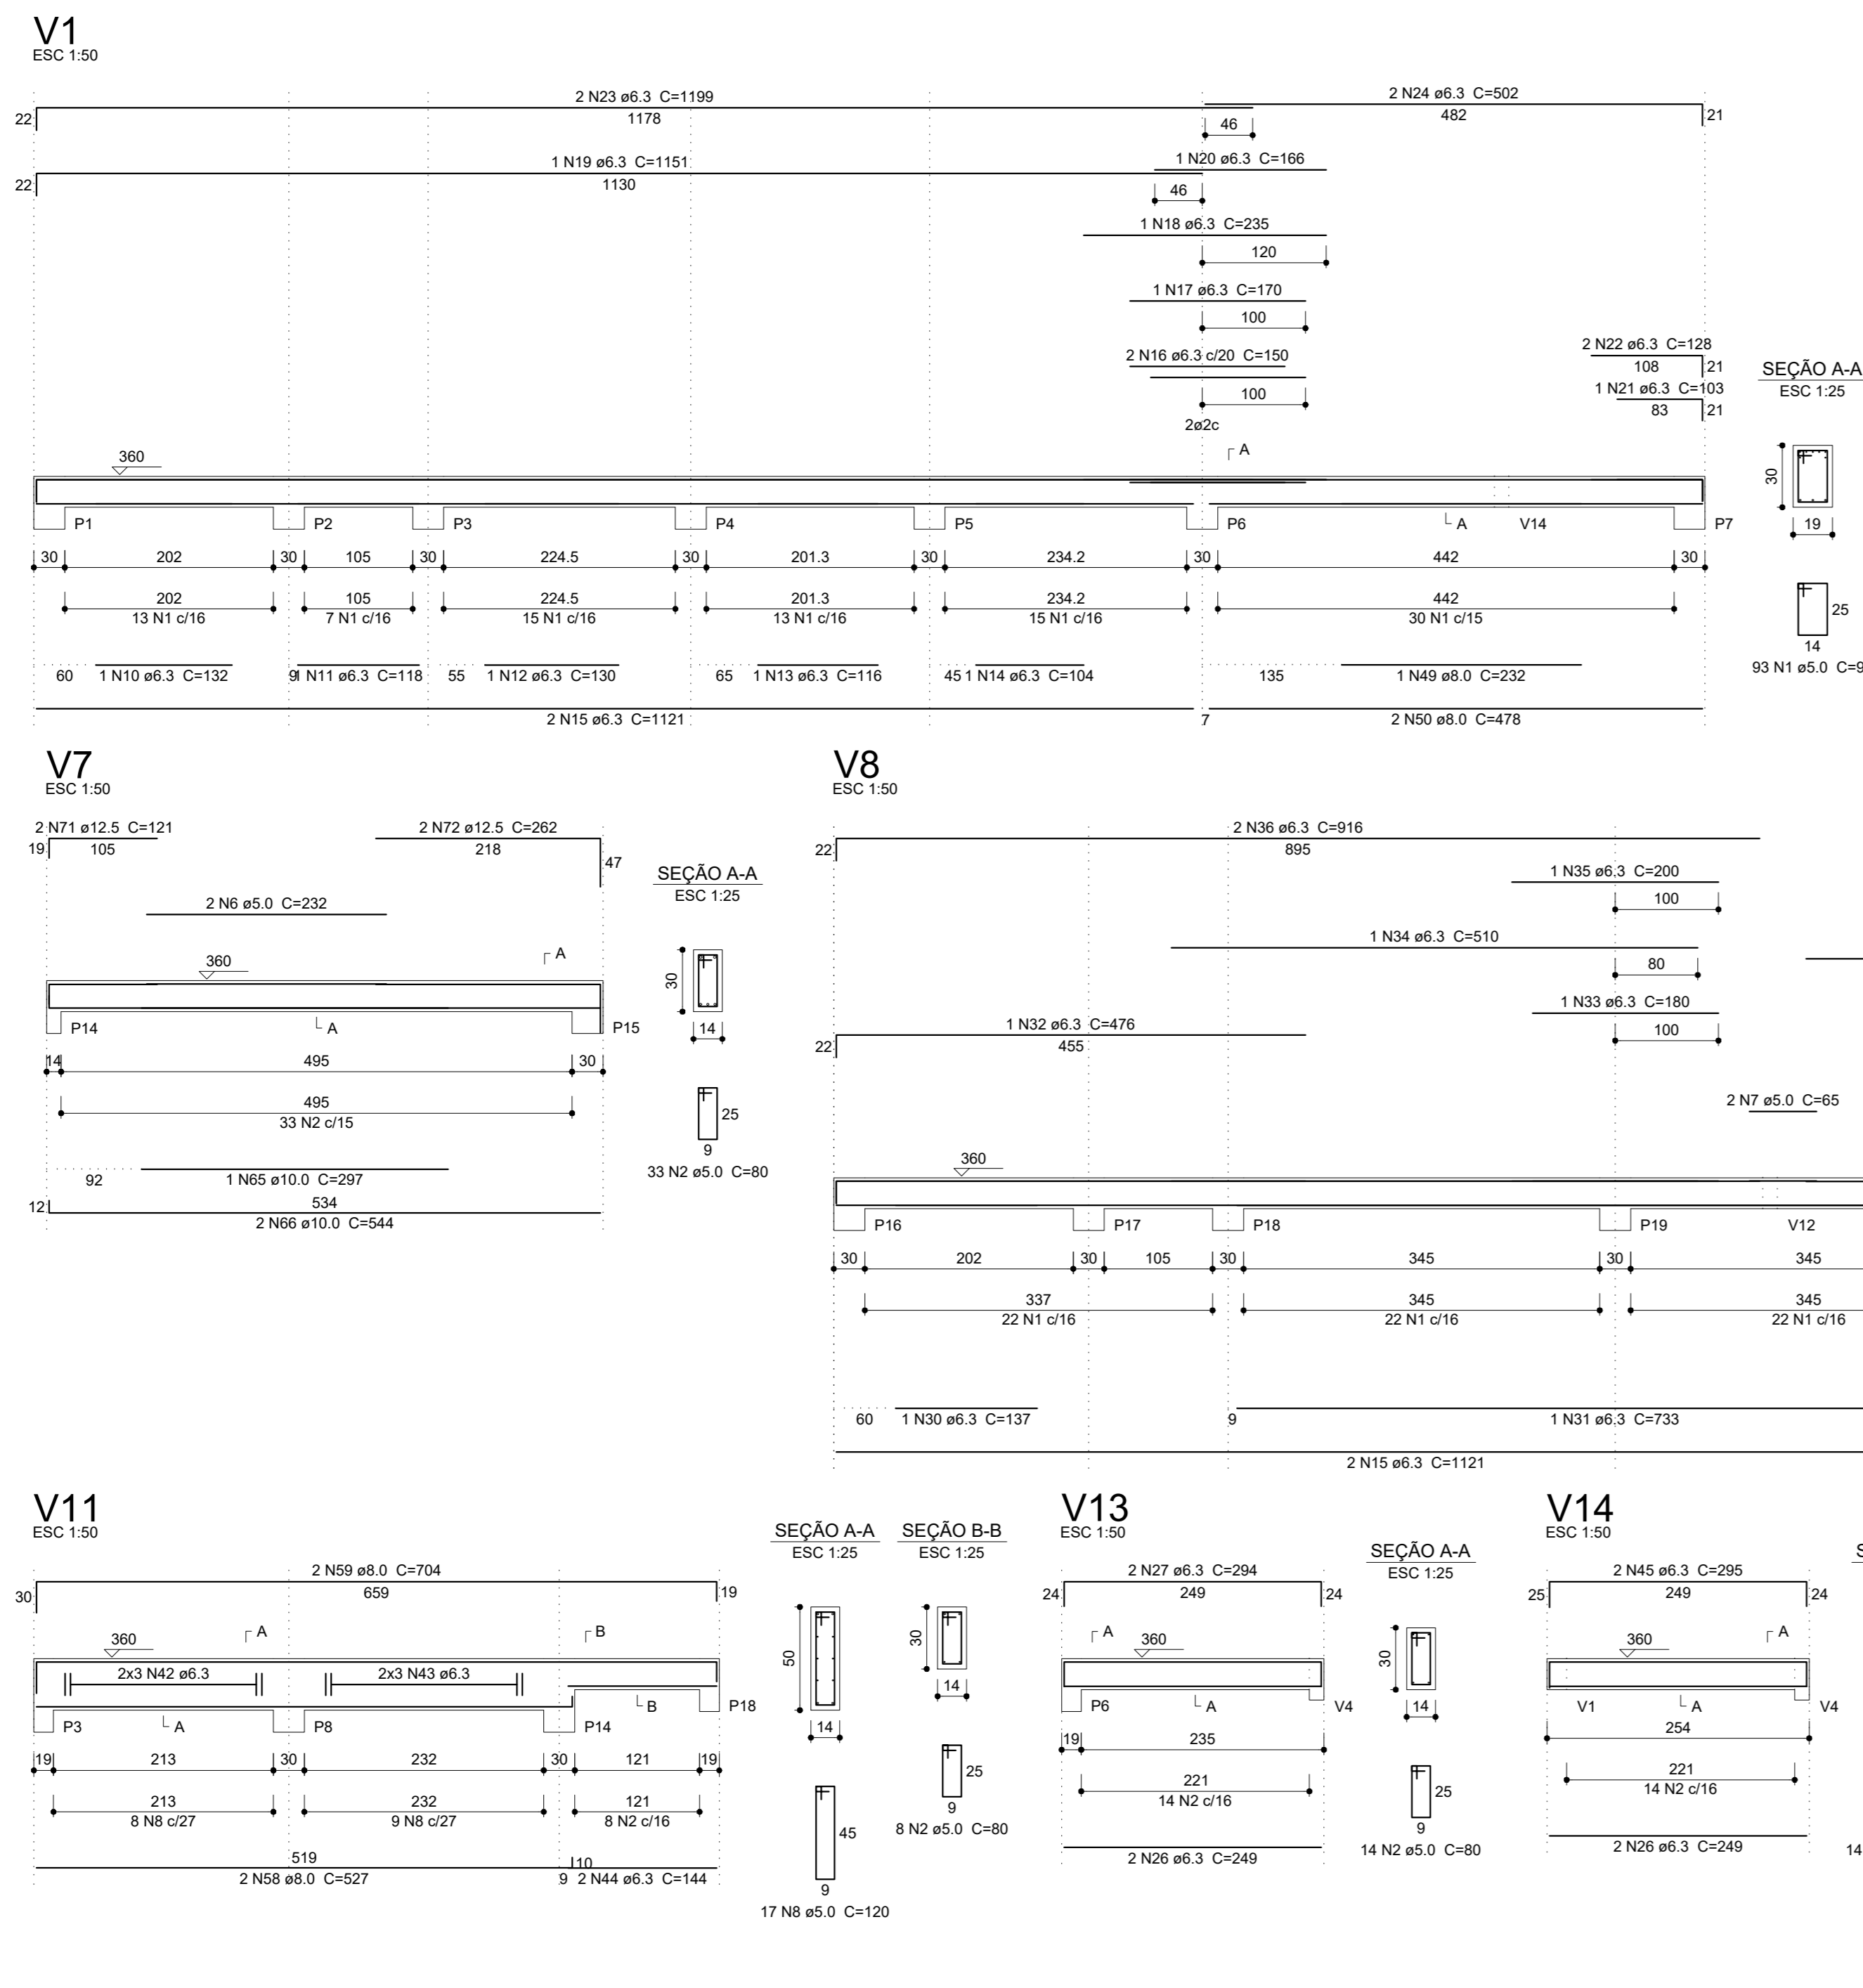 V1
ESC 1:50
2 N23 ø6.3 C=1199
22
1178
2 N24 ø6.3 C=502
482
21
46
1 N19 ø6.3 C=1151
22
1130
1 N20 ø6.3 C=166
46
1 N18 ø6.3 C=235
120
1 N17 ø6.3 C=170
100
2 N16 ø6.3 c/20 C=150
100
2ø2c
2 N22 ø6.3 C=128
108
21
1 N21 ø6.3 C=103
83
21
A
360
P1
P2
P3
P4
P5
P6
A
V14
P7
30 202 30 105 30 224.5 30 201.3 30 234.2 30 442 30
202 105 224.5 201.3 234.2 442
13 N1 c/16 7 N1 c/16 15 N1 c/16 13 N1 c/16 15 N1 c/16 30 N1 c/15
60 1 N10 ø6.3 C=132 9 1 N11 ø6.3 C=118 55 1 N12 ø6.3 C=130 65 1 N13 ø6.3 C=116 45 1 N14 ø6.3 C=104 135 1 N49 ø8.0 C=232
2 N15 ø6.3 C=1121 7 2 N50 ø8.0 C=478
SEÇÃO A-A
ESC 1:25
30
19
25
14
93 N1 ø5.0 C=9
V7
ESC 1:50
2 N71 ø12.5 C=121 2 N72 ø12.5 C=262
19 105 218 47
2 N6 ø5.0 C=232
A
360
P14 A P15
14 495 30
495
33 N2 c/15
92 1 N65 ø10.0 C=297
12 534
2 N66 ø10.0 C=544
SEÇÃO A-A
ESC 1:25
30
14
25
9
33 N2 ø5.0 C=80
V8
ESC 1:50
2 N36 ø6.3 C=916
22 895
1 N35 ø6.3 C=200
100
1 N34 ø6.3 C=510
80
1 N33 ø6.3 C=180
100
1 N32 ø6.3 C=476
22 455
2 N7 ø5.0 C=65
360
P16 P17 P18 P19 V12
30 202 30 105 30 345 30 345
337 345 345
22 N1 c/16 22 N1 c/16 22 N1 c/16
60 1 N30 ø6.3 C=137 9 1 N31 ø6.3 C=733
2 N15 ø6.3 C=1121
V11
ESC 1:50
2 N59 ø8.0 C=704
30 659 19
A B
360
2x3 N42 ø6.3 2x3 N43 ø6.3
P3 A P8 P14 B P18
19 213 30 232 30 121 19
213 232 121
8 N8 c/27 9 N8 c/27 8 N2 c/16
519 10
2 N58 ø8.0 C=527 9 2 N44 ø6.3 C=144
SEÇÃO A-A
ESC 1:25
50
14
45
9
17 N8 ø5.0 C=120
SEÇÃO B-B
ESC 1:25
30
14
25
9
8 N2 ø5.0 C=80
V13
ESC 1:50
2 N27 ø6.3 C=294
24 249 24
A
360
P6 A V4
19 235
221
14 N2 c/16
2 N26 ø6.3 C=249
SEÇÃO A-A
ESC 1:25
30
14
25
9
14 N2 ø5.0 C=80
V14
ESC 1:50
2 N45 ø6.3 C=295
25 249 24
A
360
V1 A V4
254
221
14 N2 c/16
2 N26 ø6.3 C=249
14